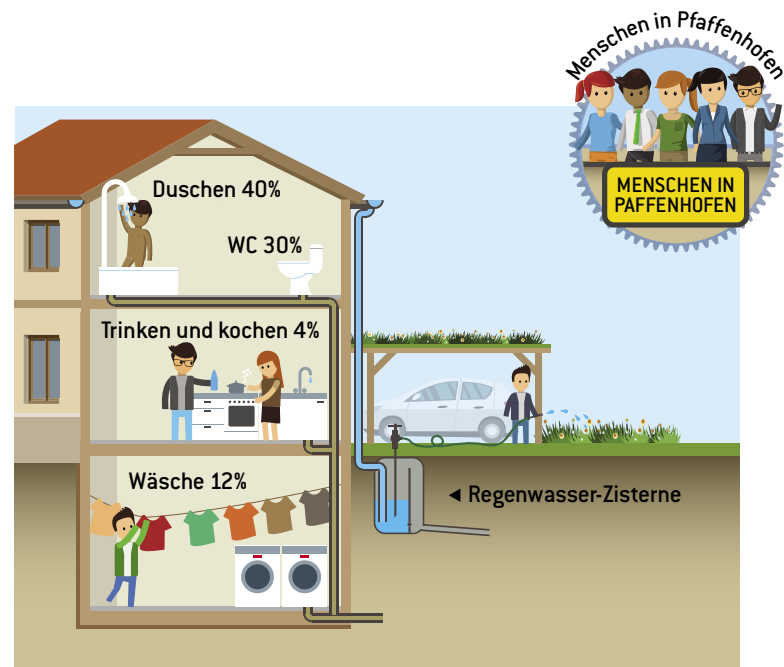 Menschen in Pfaffenhofen
MENSCHEN IN
PAFFENHOFEN
Duschen 40%
WC 30%
Trinken und kochen 4%
Wäsche 12%
◄ Regenwasser-Zisterne